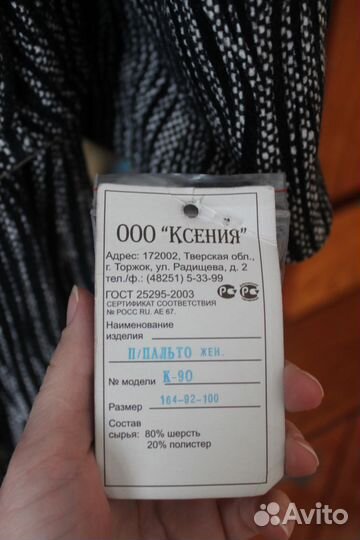 ООО "Ксения"
Адрес: 172002, Тверская обл.,
г. Торжок, ул. Радищева, д. 2
тел./ф.: (48251) 5-33-99
ГОСТ 25295-2003
СЕРТИФИКАТ СООТВЕТСТВИЯ
№ РОСС RU. АЕ 67.
Наименование
изделия П/ПАЛЬТО ЖЕН.
№ модели К-90
Размер 164-92-100
Состав
сырья: 80% шерсть
20% полистер
Avito